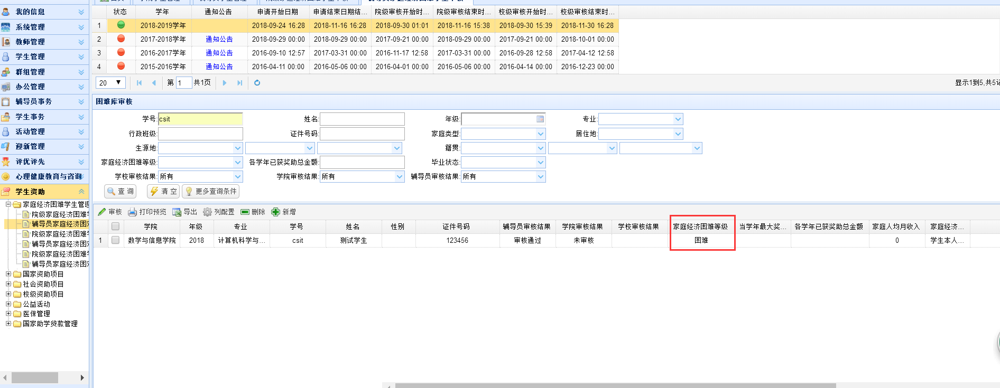 我的信息
系统管理
教师管理
学生管理
群组管理
办公管理
辅导员事务
学生事务
活动管理
迎新管理
评优评先
心理健康教育与咨询
学生资助
家庭经济困难学生管理
院级家庭经济困难
辅导员家庭经济困
院级家庭经济困难
辅导员家庭经济困
院级家庭经济困难
辅导员家庭经济困
国家资助项目
社会资助项目
校级资助项目
公益活动
医保管理
国家助学贷款管理
状态 学年 通知公告 申请开始日期 申请结束日期结... 院级审核开始时... 院级审核结束时... 校级审核开始时... 校级审核结束时...
1 2018-2019学年 2018-09-24 16:28 2018-11-16 16:28 2018-09-30 01:01 2018-11-16 15:38 2018-09-30 15:39 2018-11-30 16:28
2 2017-2018学年 通知公告 2018-09-29 00:00 2018-09-29 00:00 2017-09-21 00:00 2018-09-29 00:00 2017-09-21 00:00 2018-10-01 00:00
3 2016-2017学年 通知公告 2016-09-10 12:57 2017-03-31 00:00 2016-11-17 12:58 2017-03-31 00:00 2016-09-28 12:58 2017-04-12 12:58
4 2015-2016学年 通知公告 2016-04-11 00:00 2016-05-06 00:00 2016-04-01 00:00 2016-05-06 00:00 2016-04-14 00:00 2016-12-23 00:00
20 第 1 共1页 显示1到5,共5记
困难库审核
学号: csit 姓名: 年级: 专业:
行政班级: 证件号码: 家庭类型: 居住地:
生源地: 籍贯:
家庭经济困难等级: 各学年已获奖助总金额: 毕业状态:
学校审核结果: 所有 学院审核结果: 所有 辅导员审核结果: 所有
查 询 清 空 更多查询条件
审核 打印预览 导出 列配置 删除 新增
学院 年级 专业 学号 姓名 性别 证件号码 辅导员审核结果 学院审核结果 学校审核结果 家庭经济困难等级 当学年最大奖... 各学年已获奖助总金额 家庭人均月收入 家庭经济...
1 数学与信息学院 2018 计算机科学与... csit 测试学生 123456 审核通过 未审核 困难 0 学生本人...